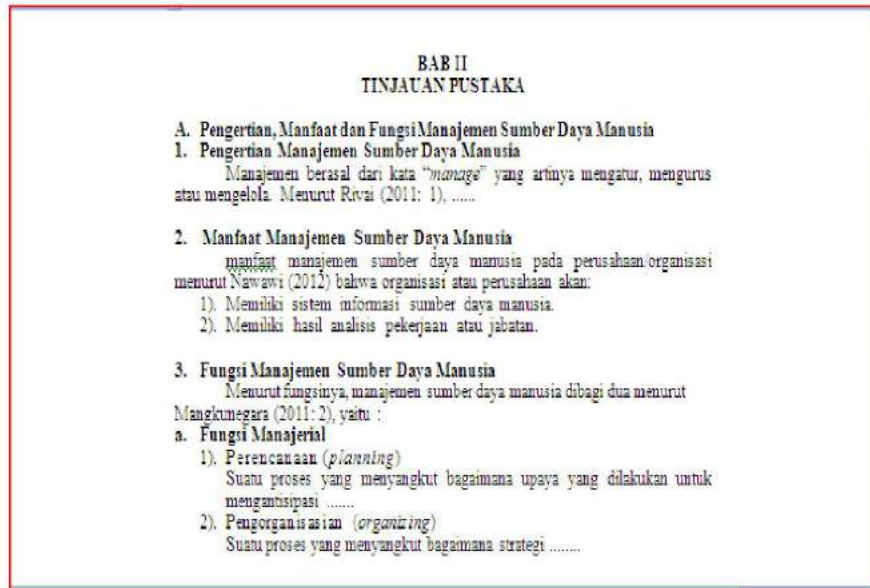 BAB II
TINJAUAN PUSTAKA
A. Pengertian, Manfaat dan Fungsi Manajemen Sumber Daya Manusia
1. Pengertian Manajemen Sumber Daya Manusia
Manajemen berasal dari kata “manage” yang artinya mengatur, mengurus
atau mengelola. Menurut Rivai (2011: 1), ......
2. Manfaat Manajemen Sumber Daya Manusia
manfaat manajemen sumber daya manusia pada perusahaan/organisasi
menurut Nawawi (2012) bahwa organisasi atau perusahaan akan:
1). Memiliki sistem informasi sumber daya manusia.
2). Memiliki hasil analisis pekerjaan atau jabatan.
3. Fungsi Manajemen Sumber Daya Manusia
Menurut fungsinya, manajemen sumber daya manusia dibagi dua menurut
Mangkunegara (2011: 2), yaitu :
a. Fungsi Manajerial
1). Perencanaan (planning)
Suatu proses yang menyangkut bagaimana upaya yang dilakukan untuk
mengantisipasi .......
2). Pengorganisasian (organizing)
Suatu proses yang menyangkut bagaimana strategi ........